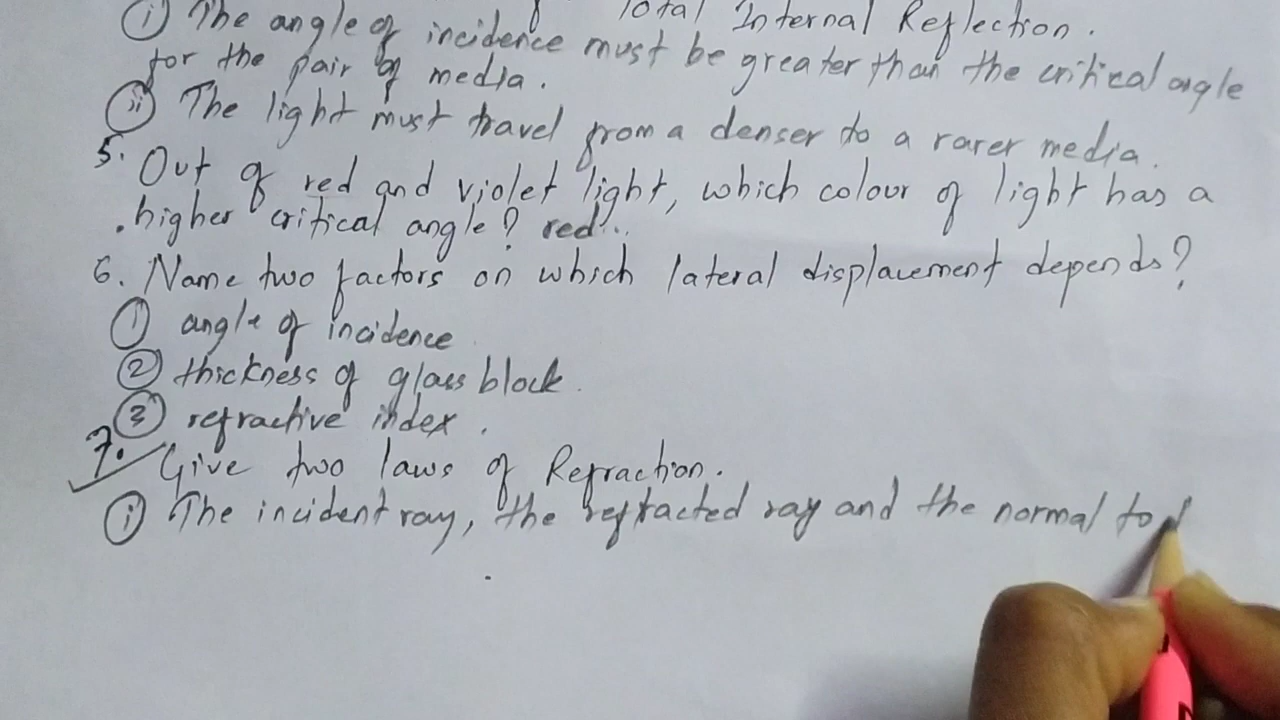 Total Internal Reflection.
(i) The angle of incidence must be greater than the critical angle
for the pair of media.
(ii) The light must travel from a denser to a rarer media.
5. Out of red and violet light, which colour of light has a
higher critical angle? red.
6. Name two factors on which lateral displacement depends?
(1) angle of incidence
(2) thickness of glass block.
(3) refractive index.
7. Give two laws of Refraction.
(i) The incident ray, the refracted ray and the normal to